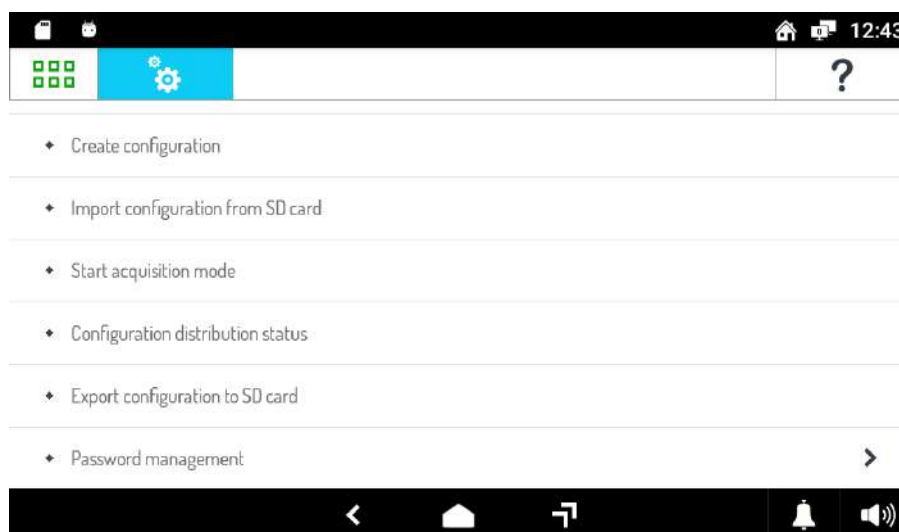 12:43
?
Create configuration
Import configuration from SD card
Start acquisition mode
Configuration distribution status
Export configuration to SD card
Password management